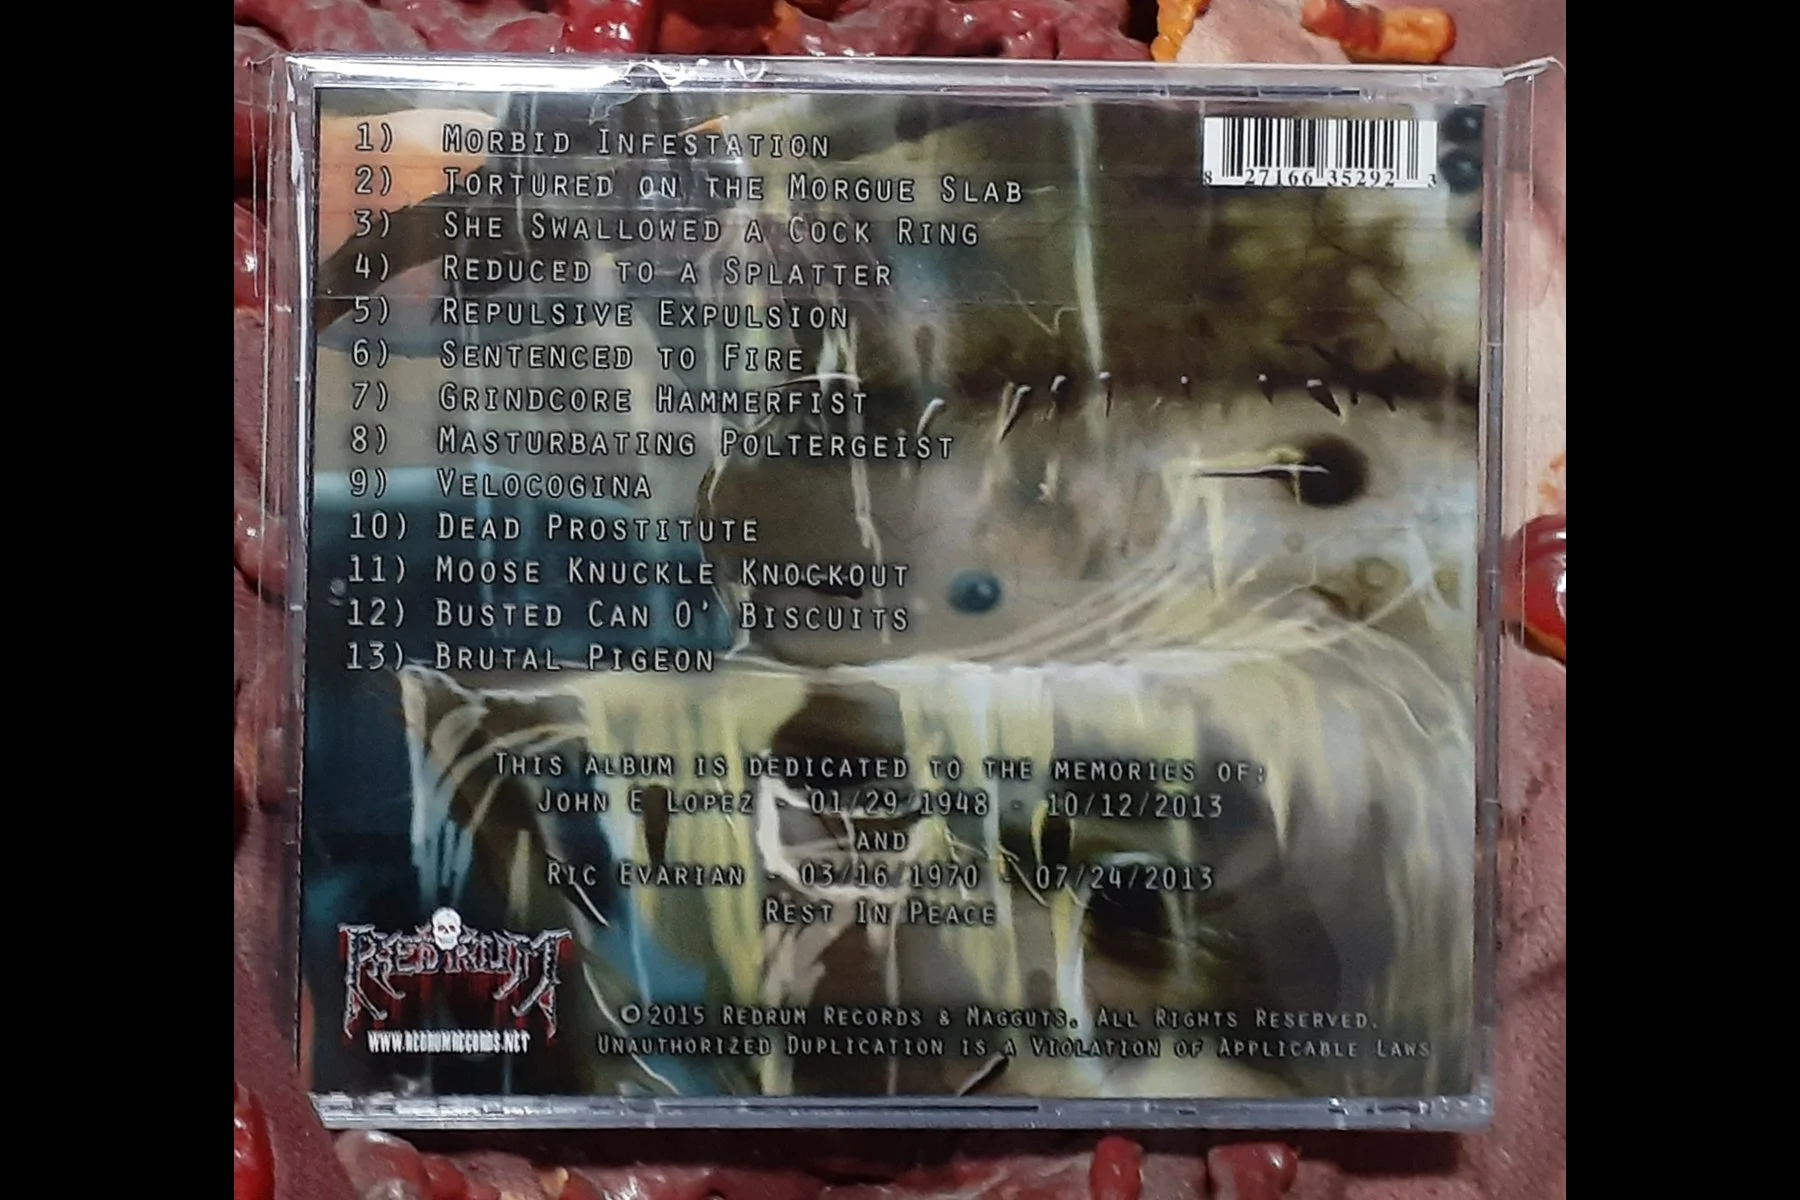 1) MORBID INFESTATION
2) TORTURED ON THE MORGUE SLAB
3) SHE SWALLOWED A COCK RING
4) REDUCED TO A SPLATTER
5) REPULSIVE EXPULSION
6) SENTENCED TO FIRE
7) GRINDCORE HAMMERFIST
8) MASTURBATING POLTERGEIST
9) VELOCOGINA
10) DEAD PROSTITUTE
11) MOOSE KNUCKLE KNOCKOUT
12) BUSTED CAN O' BISCUITS
13) BRUTAL PIGEON
8 27166 35292 3
THIS ALBUM IS DEDICATED TO THE MEMORIES OF:
JOHN E LOPEZ - 01/29/1948 - 10/12/2013
AND
RIC EVARIAN - 03/16/1970 - 07/24/2013
REST IN PEACE
REDRUM
WWW.REDRUMRECORDS.NET
©2015 REDRUM RECORDS & MAGGUTS. ALL RIGHTS RESERVED.
UNAUTHORIZED DUPLICATION IS A VIOLATION OF APPLICABLE LAWS